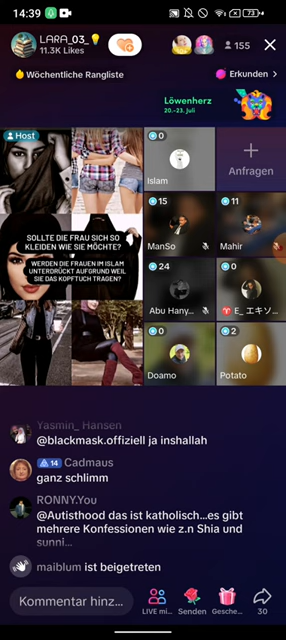 14:39
73
LARA_03_💡
11.3K Likes
155
Wöchentliche Rangliste
Erkunden >
Löwenherz
20.-23. Juli
Host
SOLLTE DIE FRAU SICH SO
KLEIDEN WIE SIE MÖCHTE?
WERDEN DIE FRAUEN IM ISLAM
UNTERDRÜCKT AUFGRUND WEIL
SIE DAS KOPFTUCH TRAGEN?
0
Islam
+
Anfragen
15
ManSo
11
Mahir
24
Abu Hany...
0
♈ E_ エキソ...
0
Doamo
2
Potato
Yasmin_ Hansen
@blackmask.offiziell ja inshallah
14 Cadmaus
ganz schlimm
RONNY.You
@Autisthood das ist katholisch...es gibt
mehrere Konfessionen wie z.n Shia und
sunni...
maiblum ist beigetreten
Kommentar hinz...
LIVE mi...
Senden
Gesche...
30